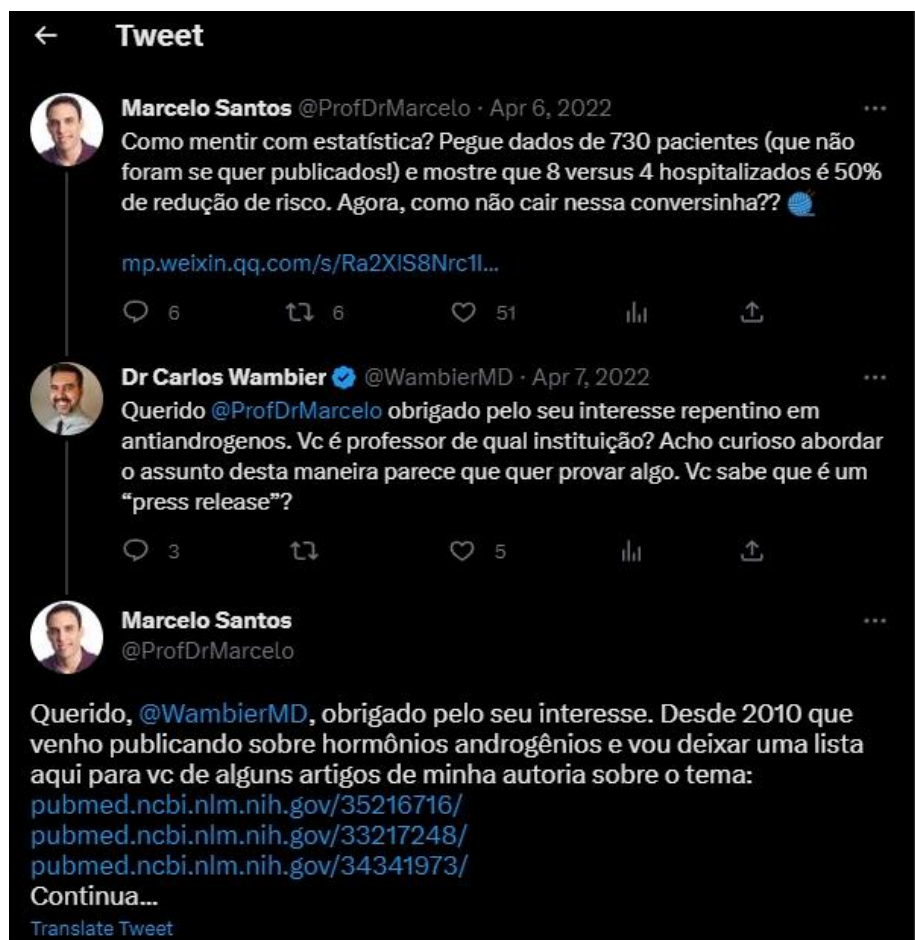 Tweet
Marcelo Santos @ProfDrMarcelo · Apr 6, 2022
Como mentir com estatística? Pegue dados de 730 pacientes (que não
foram se quer publicados!) e mostre que 8 versus 4 hospitalizados é 50%
de redução de risco. Agora, como não cair nessa conversinha??
mp.weixin.qq.com/s/Ra2XlS8Nrc1l...
6 6 51
Dr Carlos Wambier @WambierMD · Apr 7, 2022
Querido @ProfDrMarcelo obrigado pelo seu interesse repentino em
antiandrogenos. Vc é professor de qual instituição? Acho curioso abordar
o assunto desta maneira parece que quer provar algo. Vc sabe que é um
“press release”?
3 5
Marcelo Santos
@ProfDrMarcelo
Querido, @WambierMD, obrigado pelo seu interesse. Desde 2010 que
venho publicando sobre hormônios androgênios e vou deixar uma lista
aqui para vc de alguns artigos de minha autoria sobre o tema:
pubmed.ncbi.nlm.nih.gov/35216716/
pubmed.ncbi.nlm.nih.gov/33217248/
pubmed.ncbi.nlm.nih.gov/34341973/
Continua...
Translate Tweet